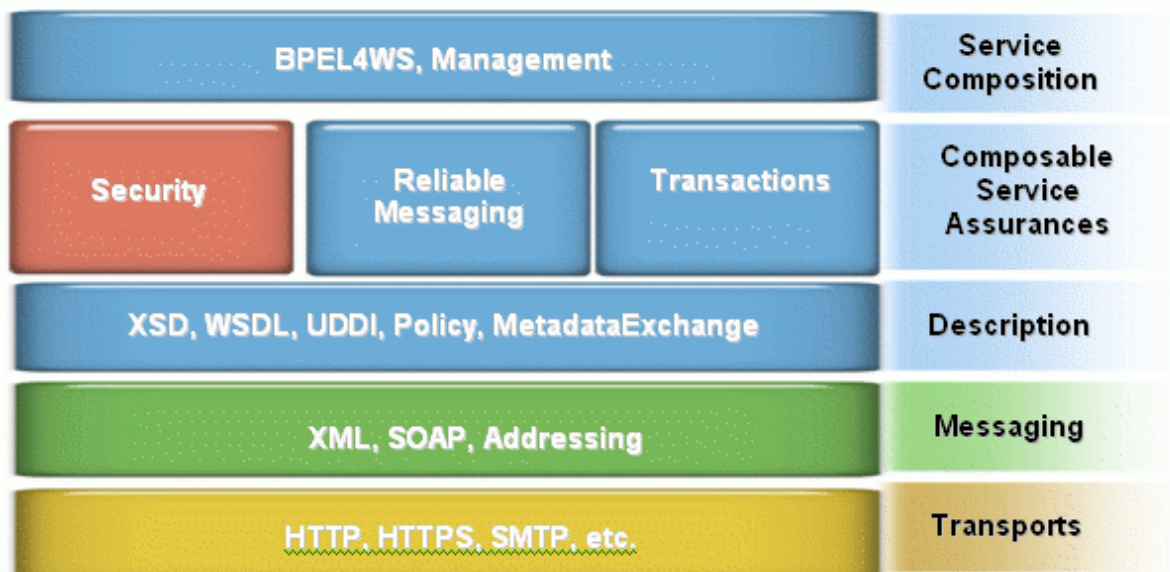 BPEL4WS, Management
Service
Composition
Security
Reliable
Messaging
Transactions
Composable
Service
Assurances
XSD, WSDL, UDDI, Policy, MetadataExchange
Description
XML, SOAP, Addressing
Messaging
HTTP, HTTPS, SMTP, etc.
Transports